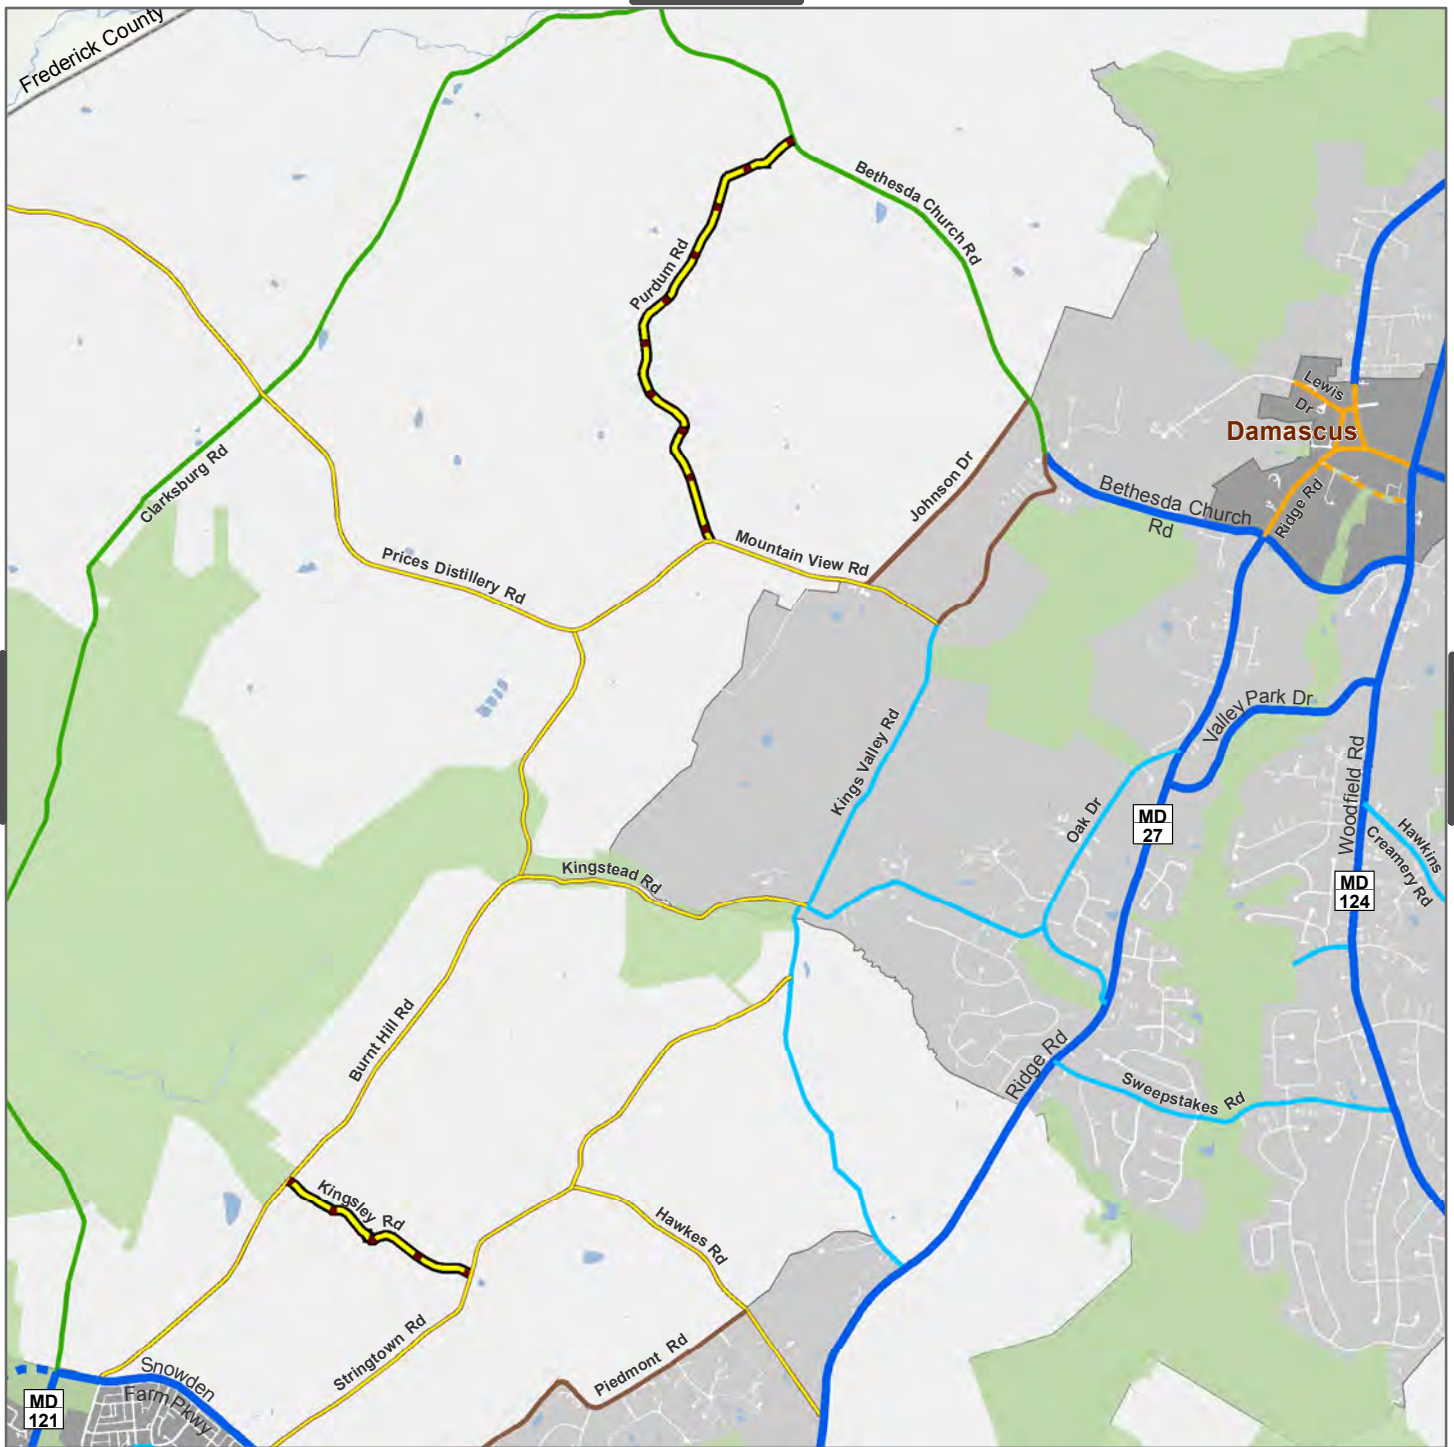 Frederick County
Bethesda Church Rd
Purdum Rd
Lewis
Dr
Damascus
Clarksburg Rd
Johnson Dr
Bethesda Church
Rd
Ridge Rd
Mountain View Rd
Prices Distillery Rd
Valley Park Dr
Kings Valley Rd
Woodfield Rd
Oak Dr
MD
27
Hawkins
Creamery Rd
Kingstead Rd
MD
124
Burnt Hill Rd
Ridge Rd
Sweepstakes Rd
Kingsley Rd
Hawkes Rd
Stringtown Rd
Piedmont Rd
Snowden
Farm Pkwy
MD
121